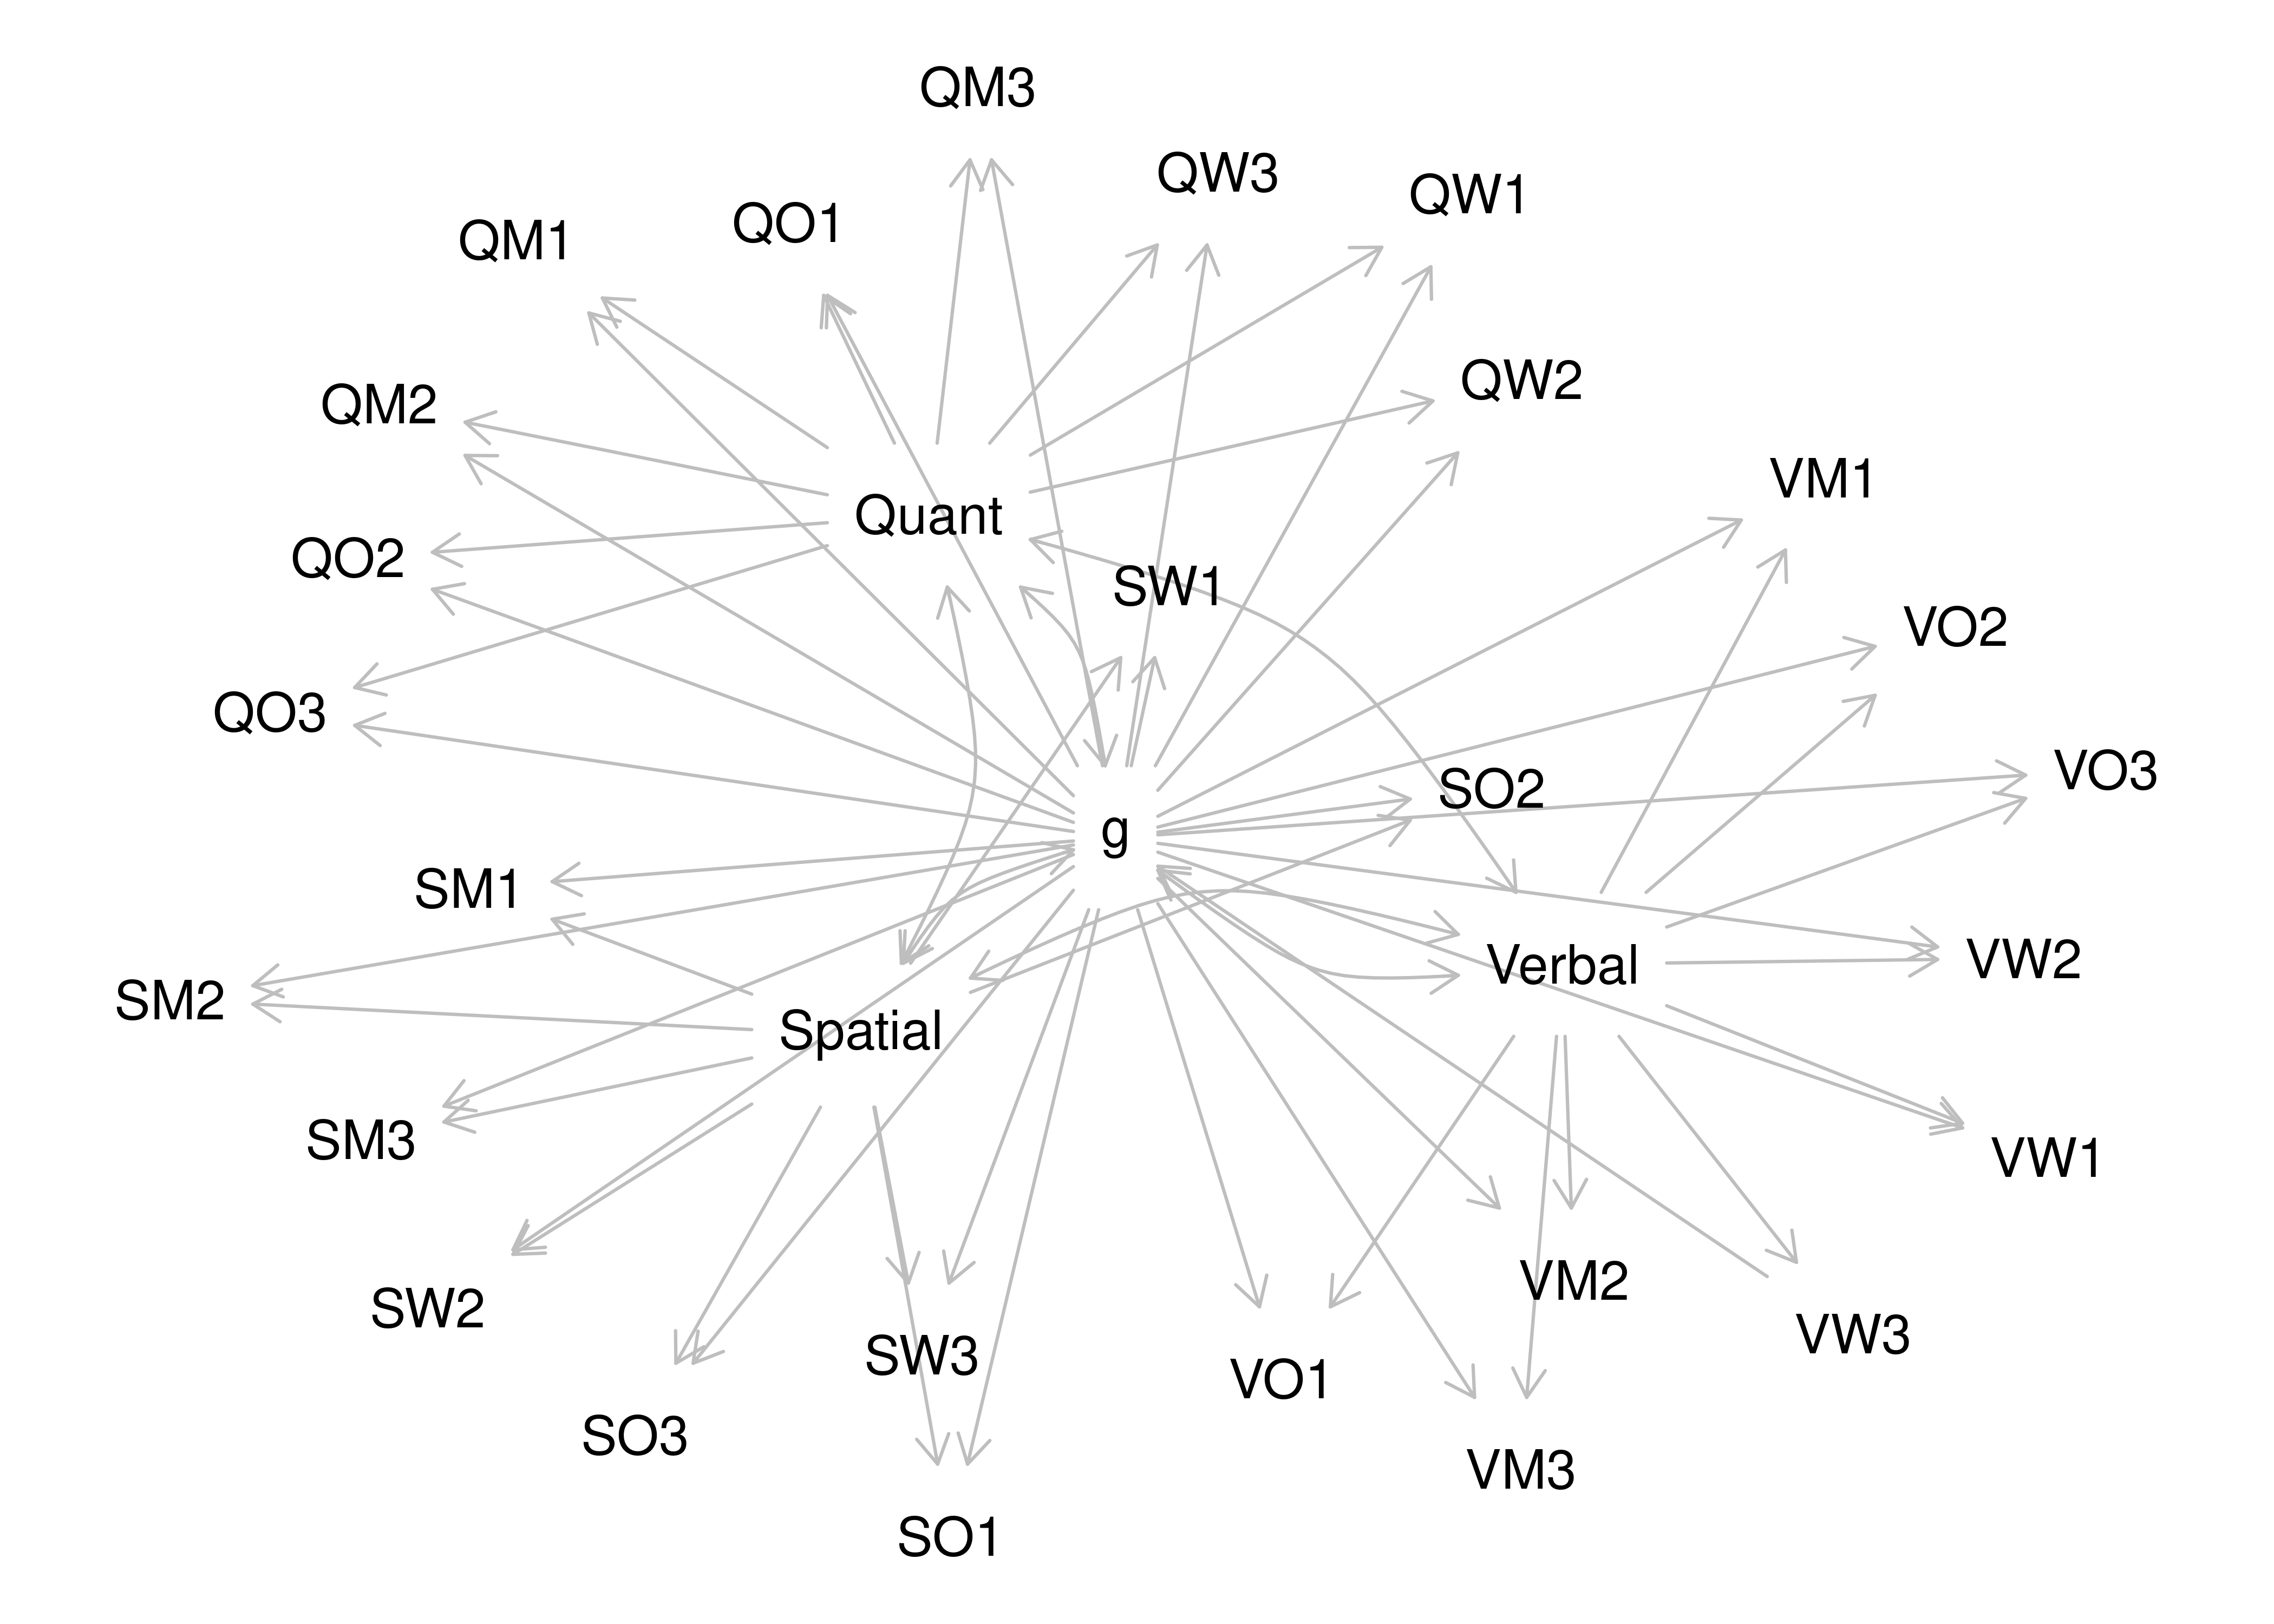 QM3
QW3
QW1
QO1
QM1
QW2
QM2
VM1
Quant
QO2
SW1
VO2
QO3
VO3
SO2
g
SM1
VW2
Verbal
SM2
Spatial
SM3
VW1
VM2
SW2
VW3
SW3
VO1
SO3
VM3
SO1